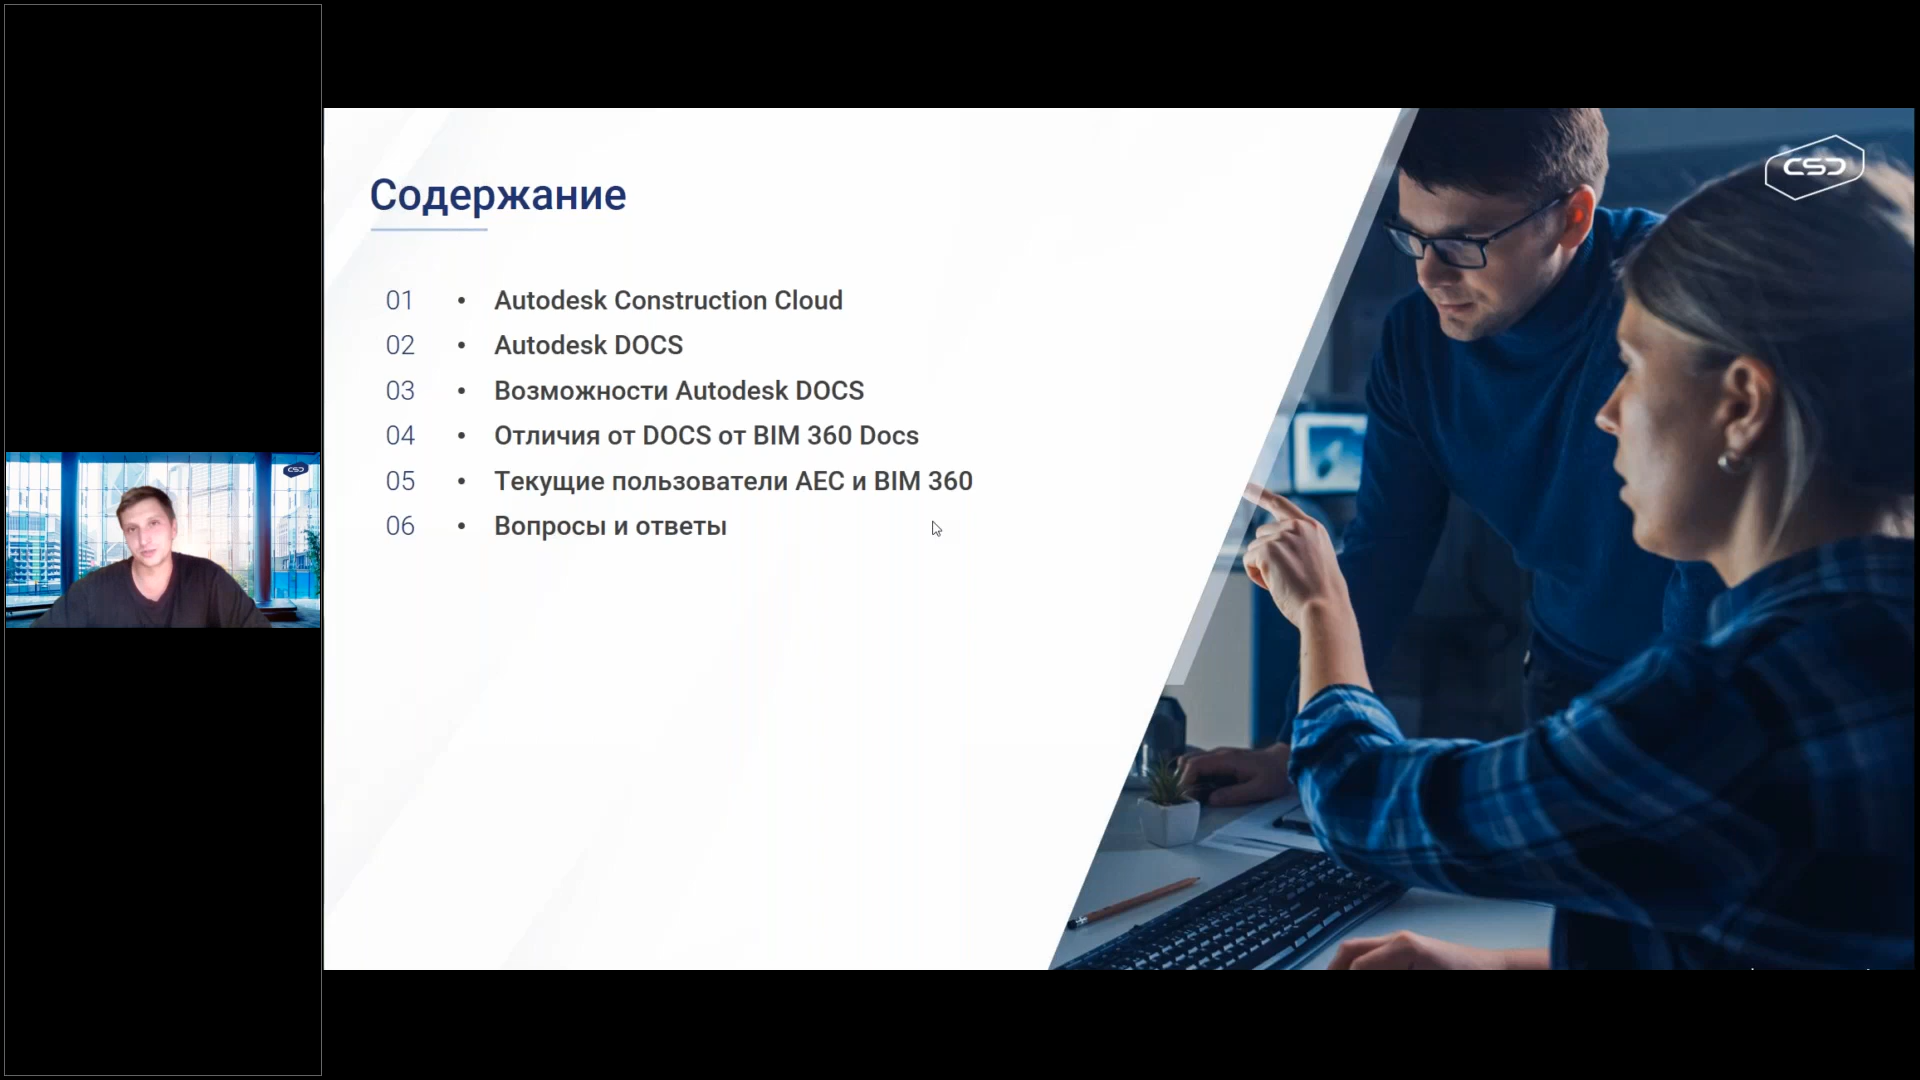 Содержание
01 • Autodesk Construction Cloud
02 • Autodesk DOCS
03 • Возможности Autodesk DOCS
04 • Отличия от DOCS от BIM 360 Docs
05 • Текущие пользователи AEC и BIM 360
06 • Вопросы и ответы
CSD
CSD